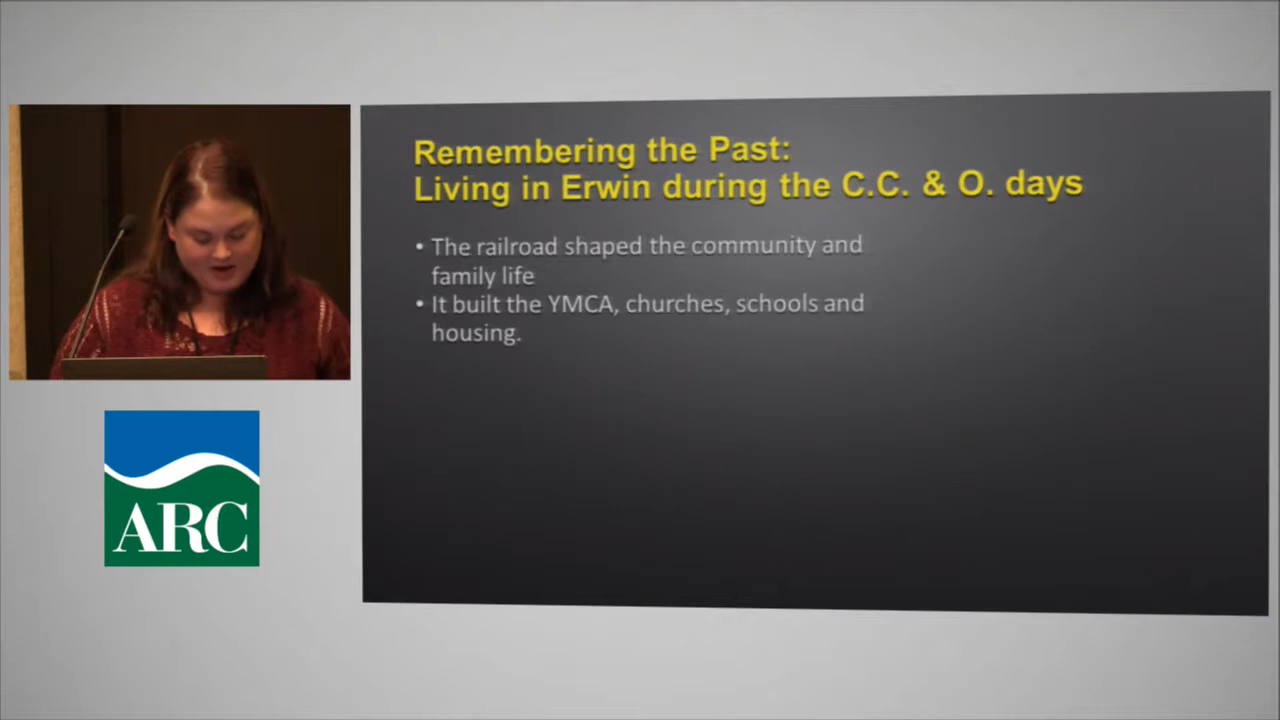 Remembering the Past:
Living in Erwin during the C.C. & O. days
• The railroad shaped the community and
family life
• It built the YMCA, churches, schools and
housing.
ARC